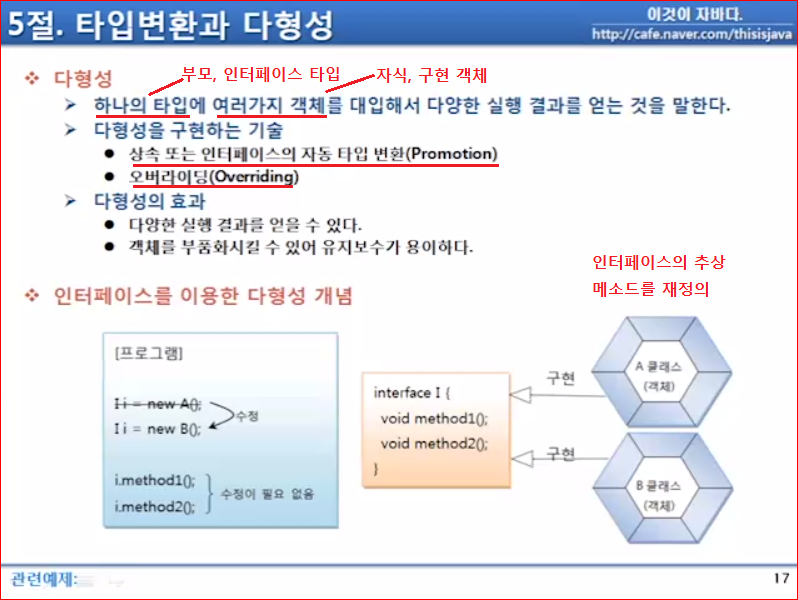 5절. 타입변환과 다형성
이것이 자바다.
http://cafe.naver.com/thisisjava
다형성
부모, 인터페이스 타입
자식, 구현 객체
하나의 타입에 여러가지 객체를 대입해서 다양한 실행 결과를 얻는 것을 말한다.
다형성을 구현하는 기술
상속 또는 인터페이스의 자동 타입 변환(Promotion)
오버라이딩(Overriding)
다형성의 효과
다양한 실행 결과를 얻을 수 있다.
객체를 부품화시킬 수 있어 유지보수가 용이하다.
인터페이스의 추상
메소드를 재정의
인터페이스를 이용한 다형성 개념
[프로그램]
I i = new A();
수정
I i = new B();
i.method1();
i.method2();
수정이 필요 없음
interface I {
void method1();
void method2();
}
구현
구현
A 클래스
(객체)
B 클래스
(객체)
관련예제:
17